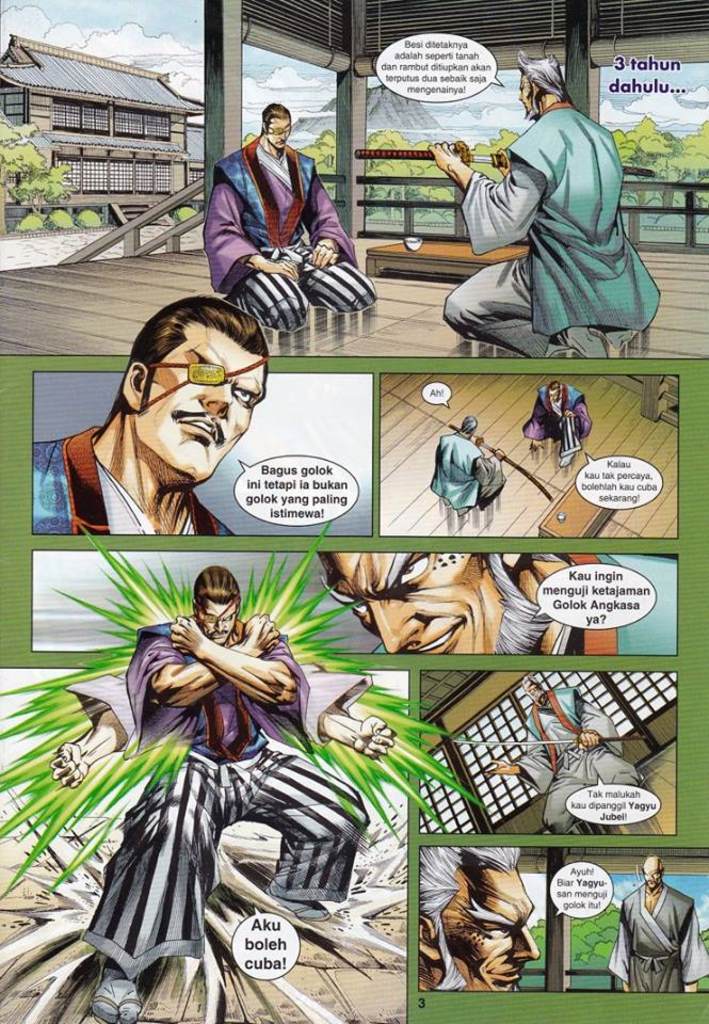 3 tahun
dahulu...
Besi ditetaknya
adalah seperti tanah
dan rambut ditiupkan akan
terputus dua sebaik saja
mengenainya!
Bagus golok
ini tetapi ia bukan
golok yang paling
istimewa!
Ah!
Kalau
kau tak percaya,
bolehlah kau cuba
sekarang!
Kau ingin
menguji ketajaman
Golok Angkasa
ya?
Aku
boleh
cuba!
Tak malukah
kau dipanggil Yagyu
Jubei!
Ayuh!
Biar Yagyu-
san menguji
golok itu!
3